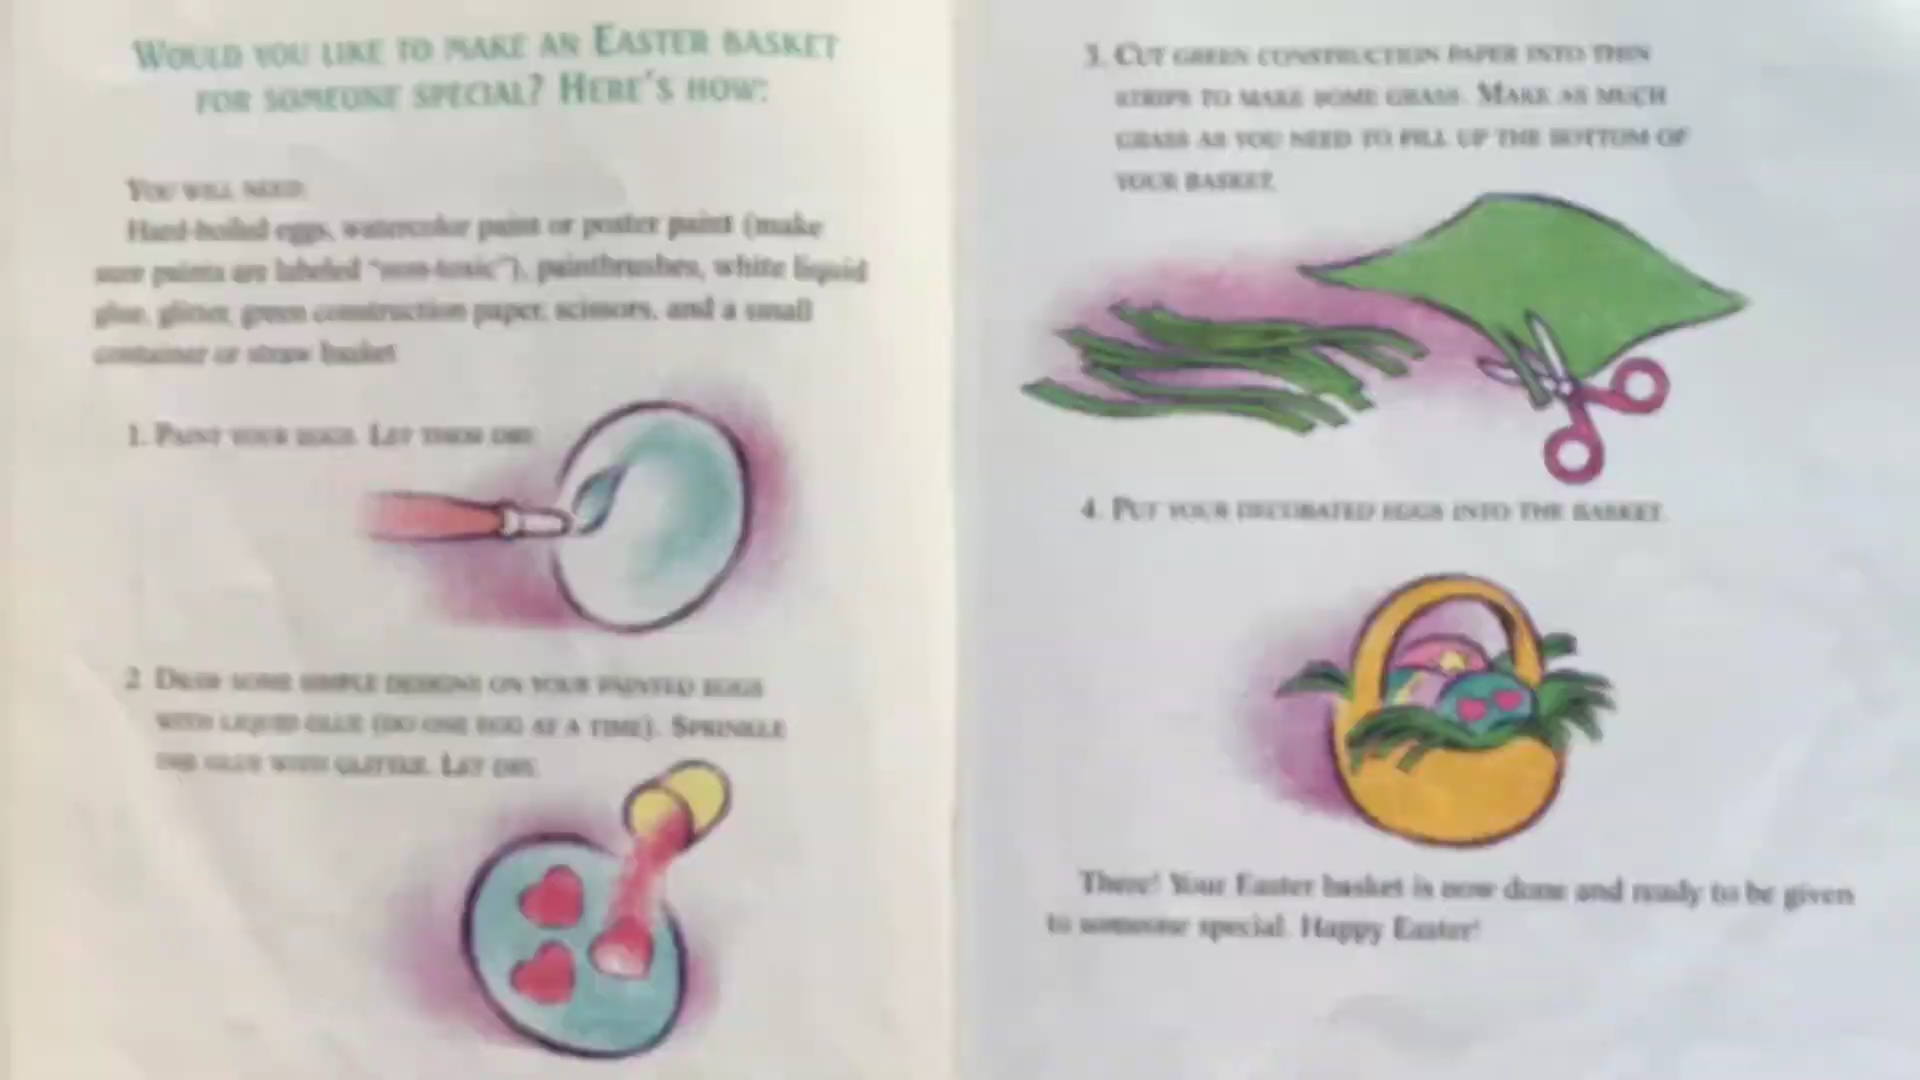 WOULD YOU LIKE TO MAKE AN EASTER BASKET
FOR SOMEONE SPECIAL? HERE'S HOW:
YOU WILL NEED:
Hard-boiled eggs, watercolor paint or poster paint (make
sure paints are labeled "non-toxic"), paintbrushes, white liquid
glue, glitter, green construction paper, scissors, and a small
container or straw basket.
1. PAINT YOUR EGGS. LET THEM DRY.
2. DRAW SOME SIMPLE DESIGNS ON YOUR PAINTED EGGS
WITH LIQUID GLUE (DO ONE EGG AT A TIME). SPRINKLE
THE GLUE WITH GLITTER. LET DRY.
3. CUT GREEN CONSTRUCTION PAPER INTO THIN
STRIPS TO MAKE SOME GRASS. MAKE AS MUCH
GRASS AS YOU NEED TO FILL UP THE BOTTOM OF
YOUR BASKET.
4. PUT YOUR DECORATED EGGS INTO THE BASKET.
There! Your Easter basket is now done and ready to be given
to someone special. Happy Easter!